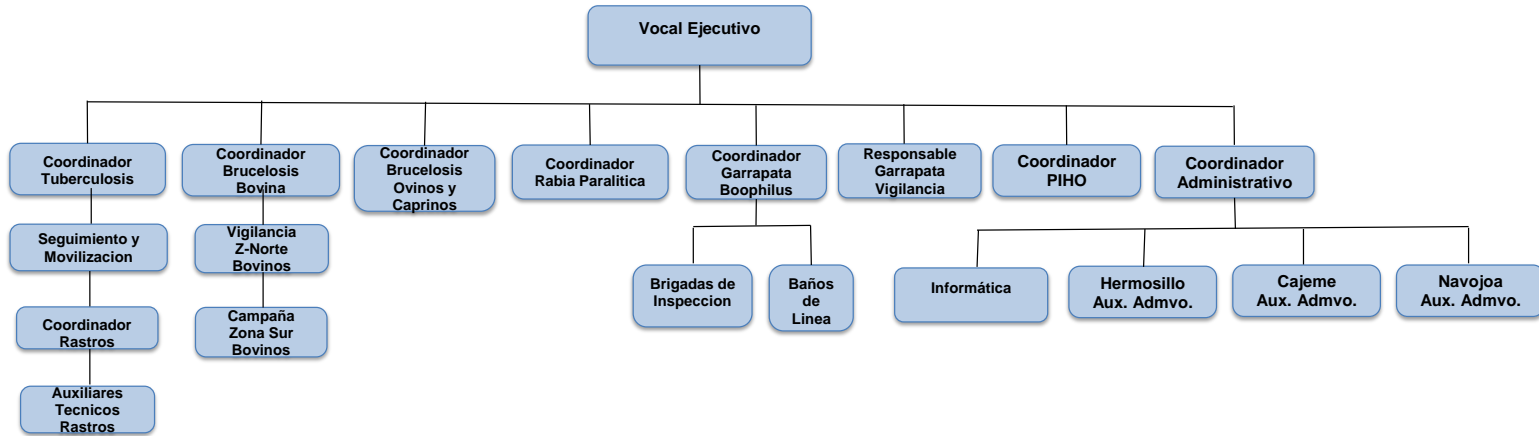 Vocal Ejecutivo
Coordinador
Tuberculosis
Coordinador
Brucelosis
Bovina
Coordinador
Brucelosis
Ovinos y
Caprinos
Coordinador
Rabia Paralitica
Coordinador
Garrapata
Boophilus
Responsable
Garrapata
Vigilancia
Coordinador
PIHO
Coordinador
Administrativo
Seguimiento y
Movilizacion
Vigilancia
Z-Norte
Bovinos
Brigadas de
Inspeccion
Baños
de
Linea
Informática
Hermosillo
Aux. Admvo.
Cajeme
Aux. Admvo.
Navojoa
Aux. Admvo.
Coordinador
Rastros
Campaña
Zona Sur
Bovinos
Auxiliares
Tecnicos
Rastros